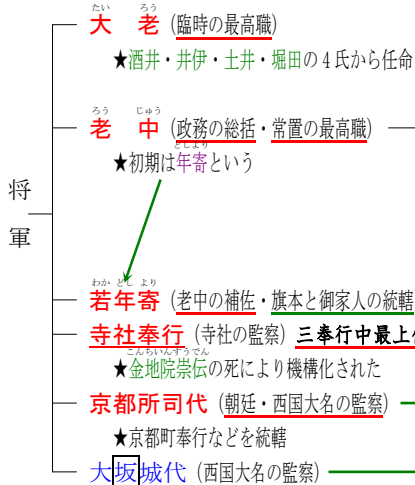 たい ろう
大 老 (臨時の最高職)
★酒井・井伊・土井・堀田の4氏から任命
ろう じゅう
老 中 (政務の総括・常置の最高職)
としより
★初期は年寄という
将軍
わか どし より
若年寄 (老中の補佐・旗本と御家人の統轄
寺社奉行 (寺社の監察) 三奉行中最上
こんちいんすうでん
★金地院崇伝の死により機構化された
京都所司代 (朝廷・西国大名の監察)
★京都町奉行などを統轄
大坂城代 (西国大名の監察)